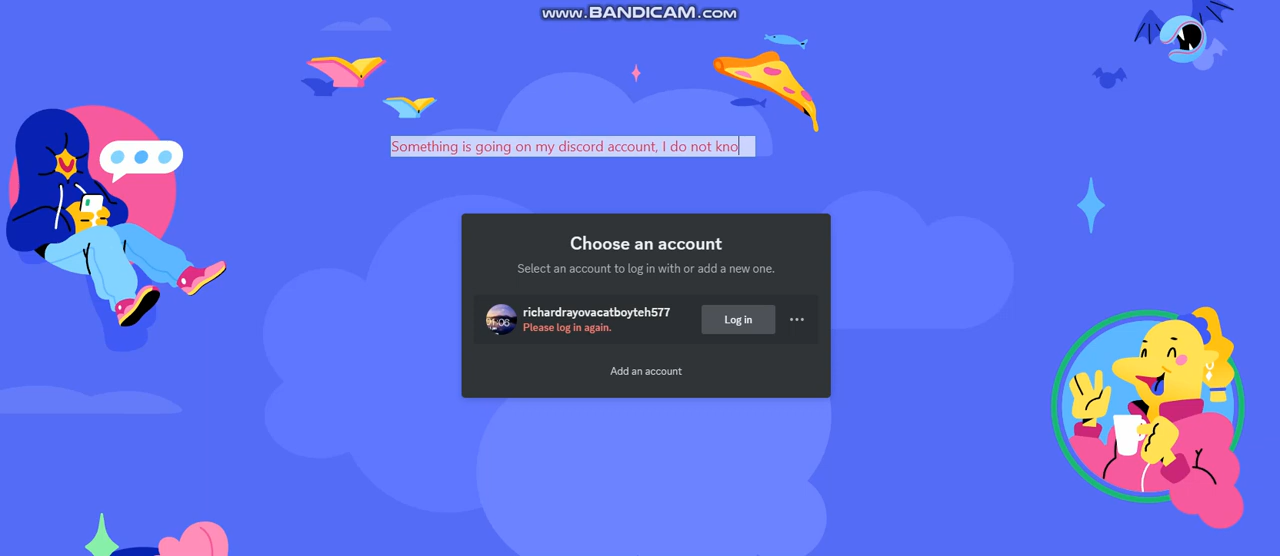 www.BANDICAM.com
Something is going on my discord account, I do not kno
Choose an account
Select an account to log in with or add a new one.
richardrayovacatboyteh577
Please log in again.
Log in
Add an account